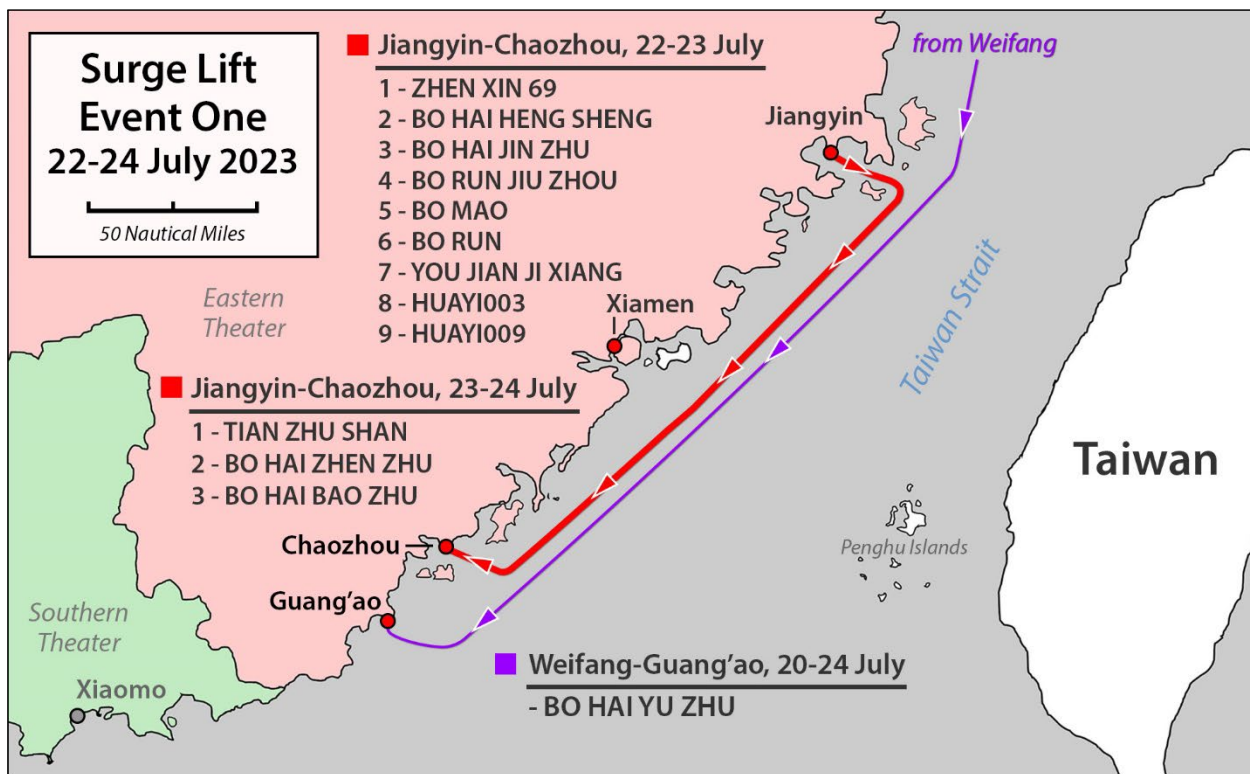 Surge Lift
Event One
22-24 July 2023
50 Nautical Miles
Jiangyin-Chaozhou, 22-23 July
1 - ZHEN XIN 69
2 - BO HAI HENG SHENG
3 - BO HAI JIN ZHU
4 - BO RUN JIU ZHOU
5 - BO MAO
6 - BO RUN
7 - YOU JIAN JI XIANG
8 - HUAYI003
9 - HUAYI009
from Weifang
Jiangyin
Eastern
Theater
Xiamen
Taiwan Strait
Jiangyin-Chaozhou, 23-24 July
1 - TIAN ZHU SHAN
2 - BO HAI ZHEN ZHU
3 - BO HAI BAO ZHU
Taiwan
Penghu Islands
Chaozhou
Guang'ao
Southern
Theater
Xiaomo
Weifang-Guang'ao, 20-24 July
- BO HAI YU ZHU